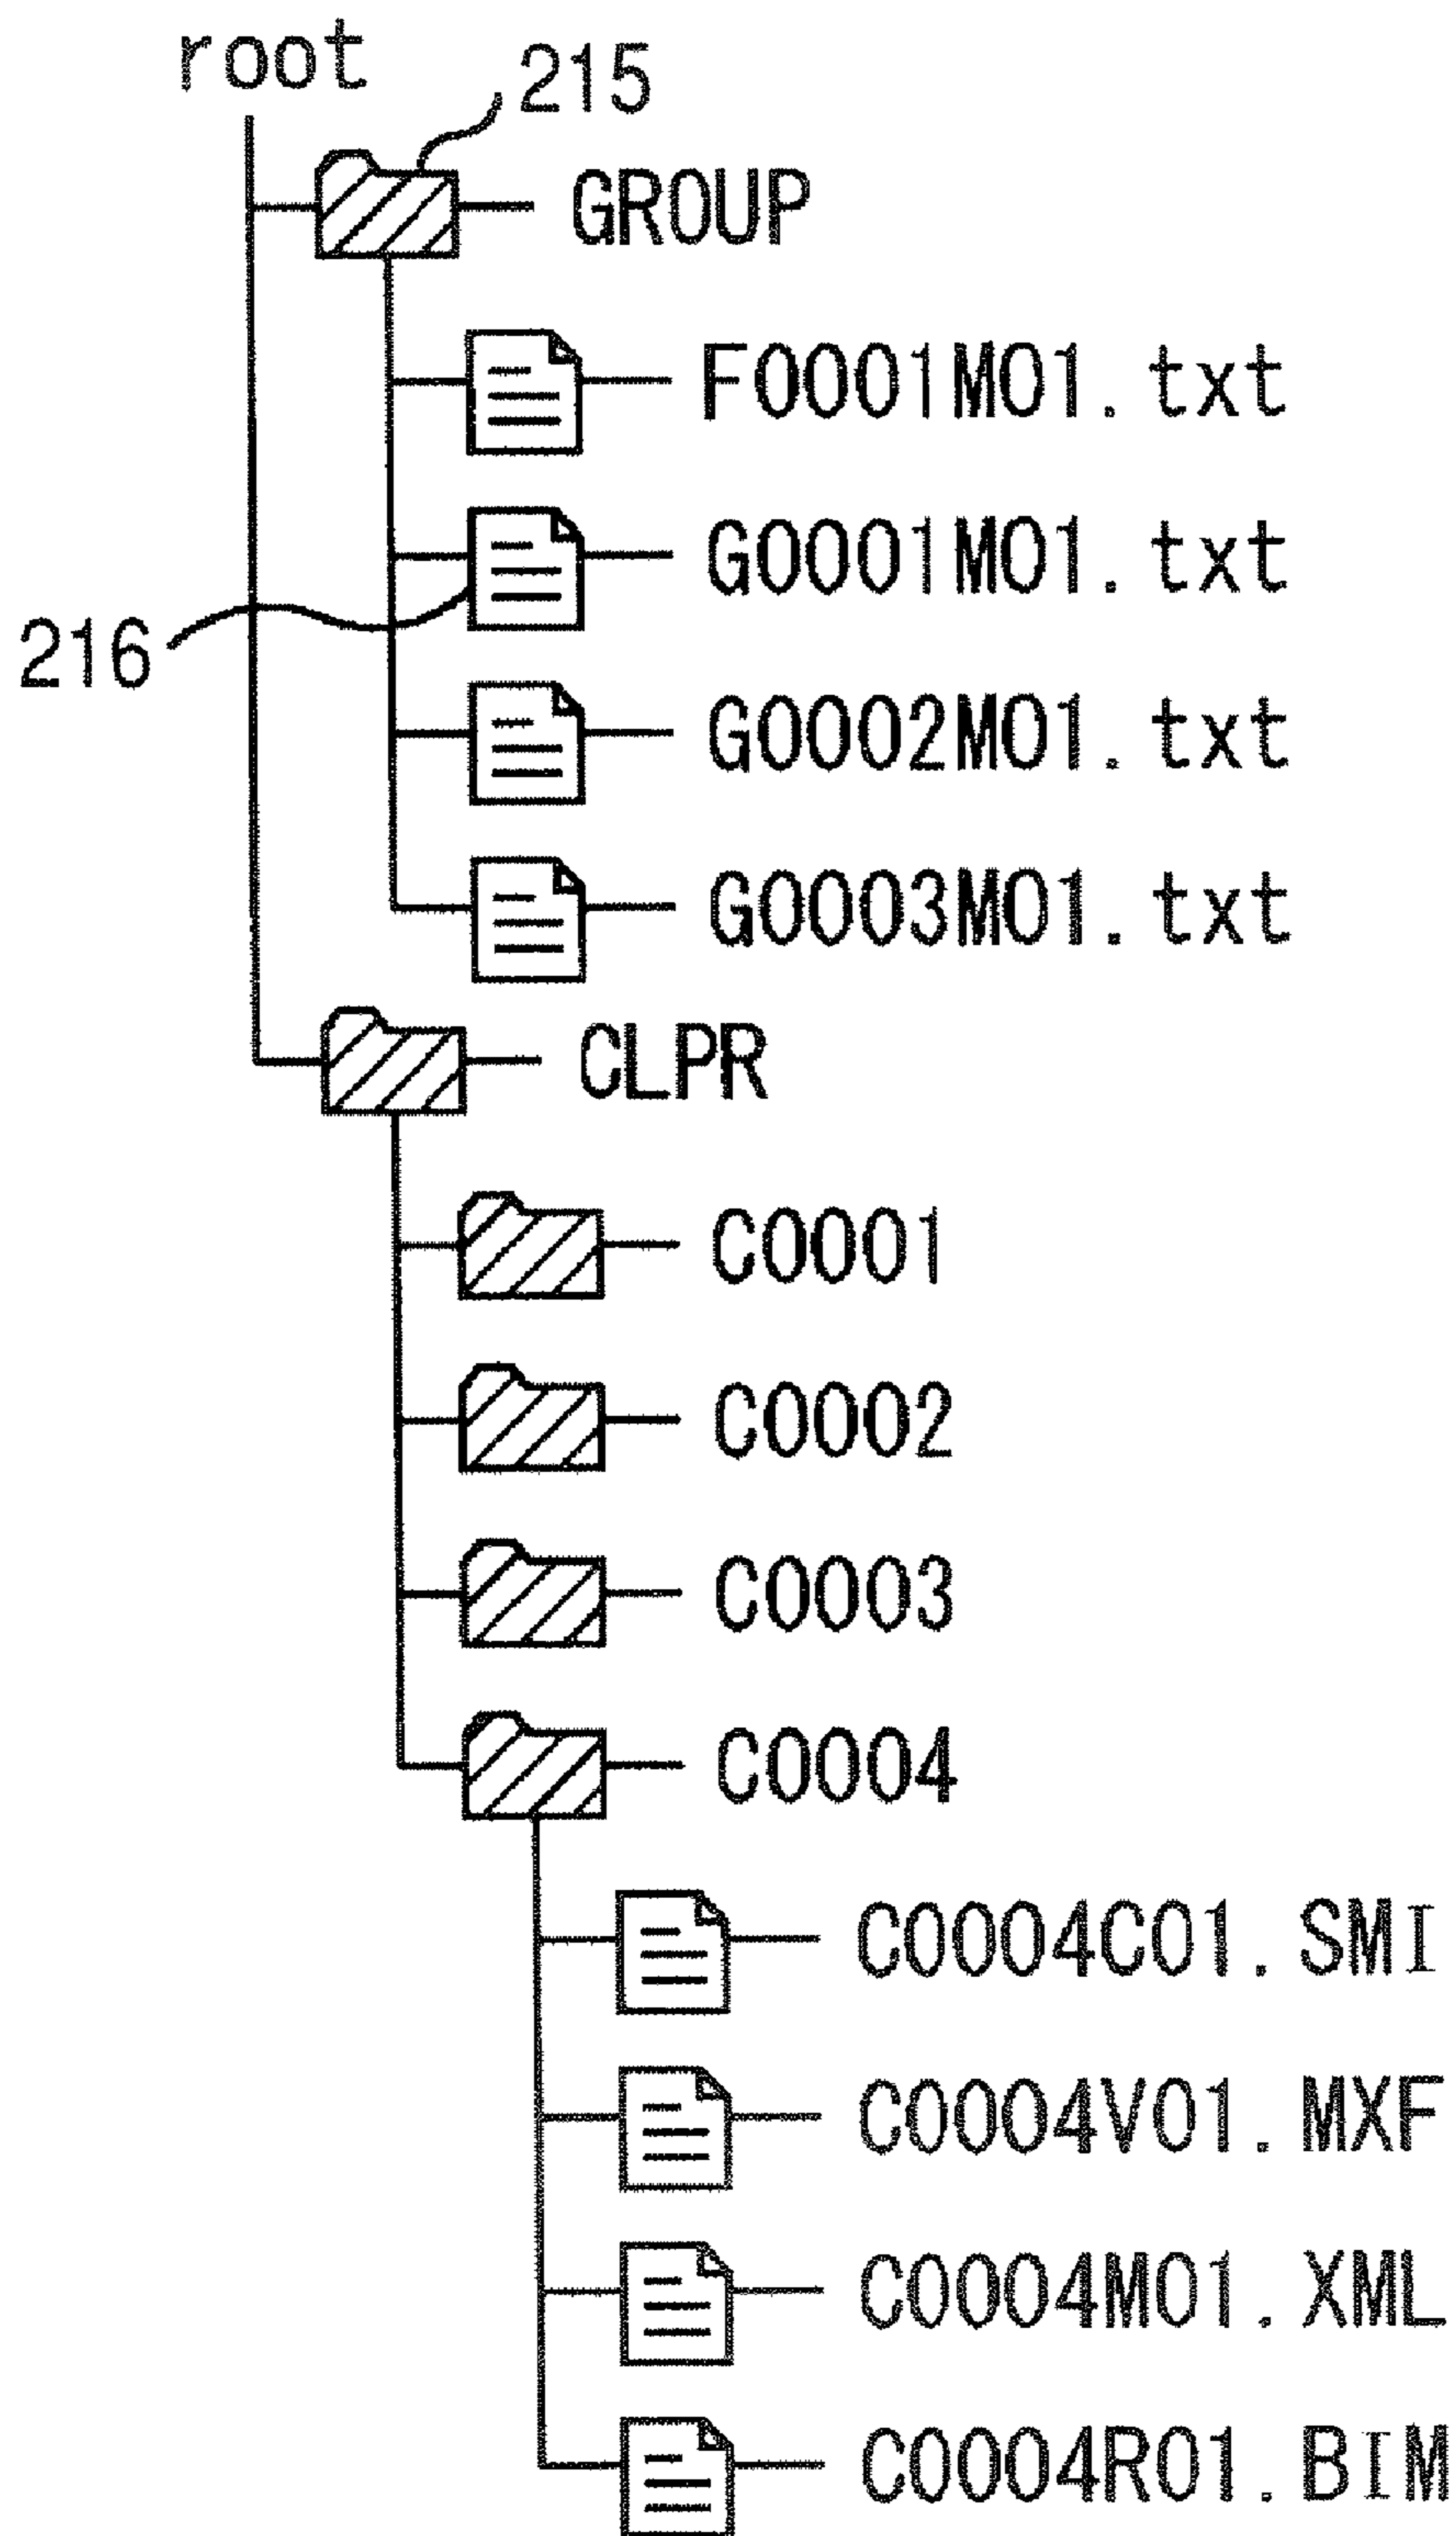 root
215
GROUP
F0001M01.txt
G0001M01.txt
216
G0002M01.txt
G0003M01.txt
CLPR
C0001
C0002
C0003
C0004
C0004C01.SMI
C0004V01.MXF
C0004M01.XML
C0004R01.BIM